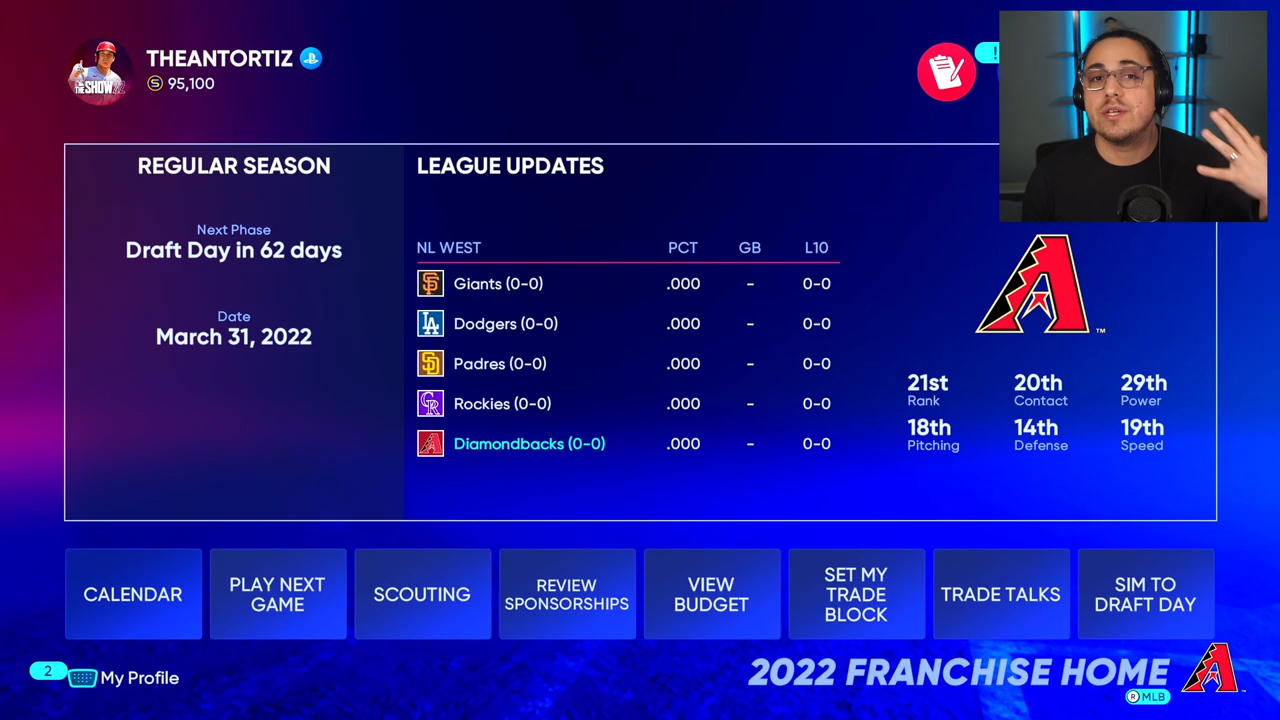 THEANTORTIZ
95,100
THE SHOW 22
!
REGULAR SEASON
Next Phase
Draft Day in 62 days
Date
March 31, 2022
LEAGUE UPDATES
NL WEST PCT GB L10
Giants (0-0) .000 - 0-0
Dodgers (0-0) .000 - 0-0
Padres (0-0) .000 - 0-0
Rockies (0-0) .000 - 0-0
Diamondbacks (0-0) .000 - 0-0
TM
21st 20th 29th
Rank Contact Power
18th 14th 19th
Pitching Defense Speed
CALENDAR
PLAY NEXT
GAME
SCOUTING
REVIEW
SPONSORSHIPS
VIEW
BUDGET
SET MY
TRADE
BLOCK
TRADE TALKS
SIM TO
DRAFT DAY
2 My Profile
2022 FRANCHISE HOME
R MLB